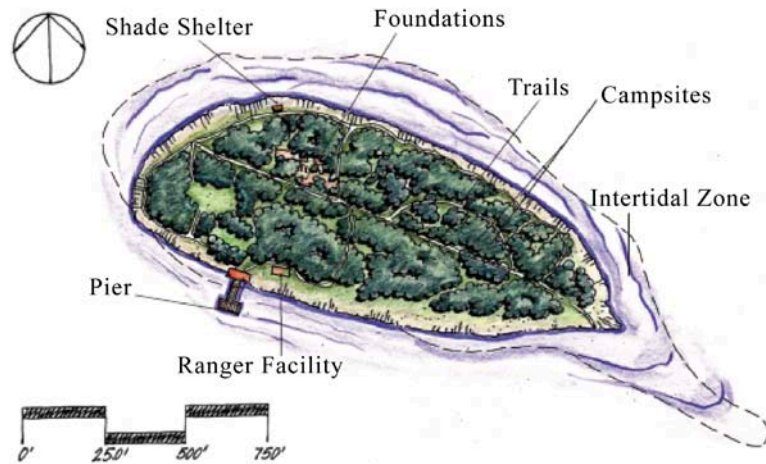 Foundations
Shade Shelter
Trails
Campsites
Intertidal Zone
Pier
Ranger Facility
0' 250' 500' 750'